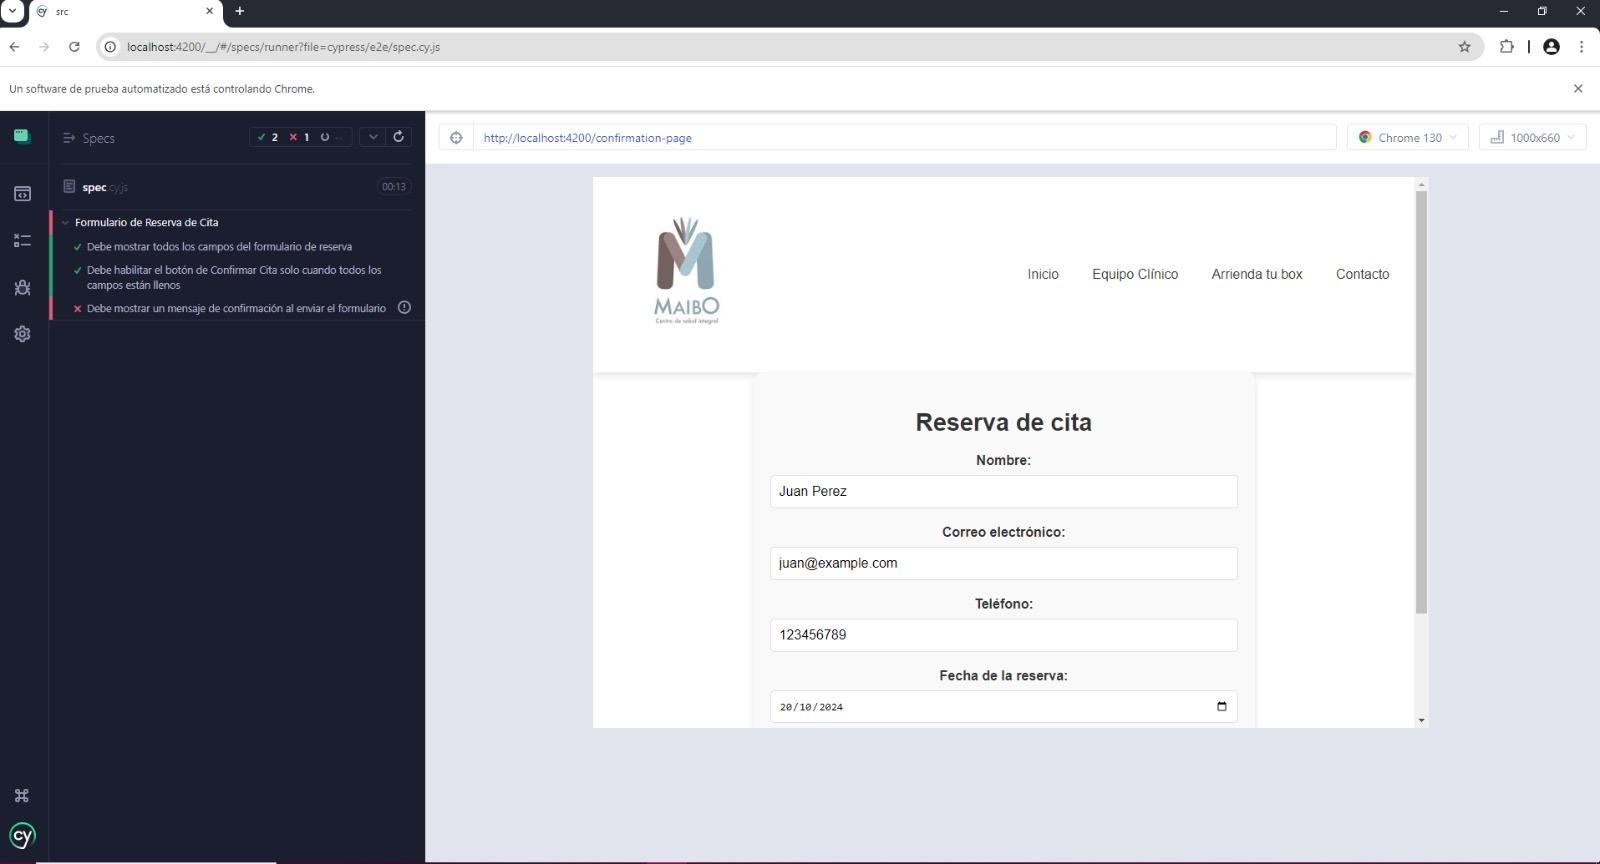 src
localhost:4200/__/#/specs/runner?file=cypress/e2e/spec.cy.js
Un software de prueba automatizado está controlando Chrome.
Specs
2 1 --
spec.cy.js
00:13
Formulario de Reserva de Cita
Debe mostrar todos los campos del formulario de reserva
Debe habilitar el botón de Confirmar Cita solo cuando todos los
campos están llenos
Debe mostrar un mensaje de confirmación al enviar el formulario
cy
http://localhost:4200/confirmation-page
Chrome 130
1000x660
MAIBO
Centro de salud integral
Inicio
Equipo Clínico
Arrienda tu box
Contacto
Reserva de cita
Nombre:
Juan Perez
Correo electrónico:
juan@example.com
Teléfono:
123456789
Fecha de la reserva:
20/10/2024